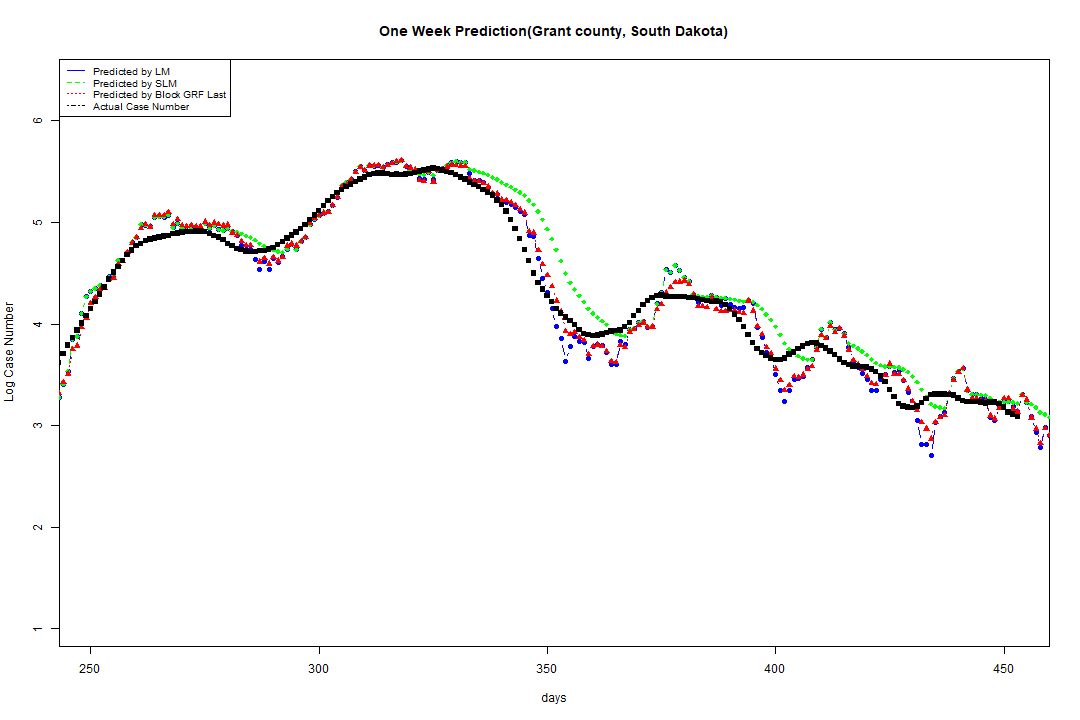 One Week Prediction(Grant county, South Dakota)
Predicted by LM
Predicted by SLM
Predicted by Block GRF Last
Actual Case Number
6
5
4
3
2
1
Log Case Number
250 300 350 400 450
days